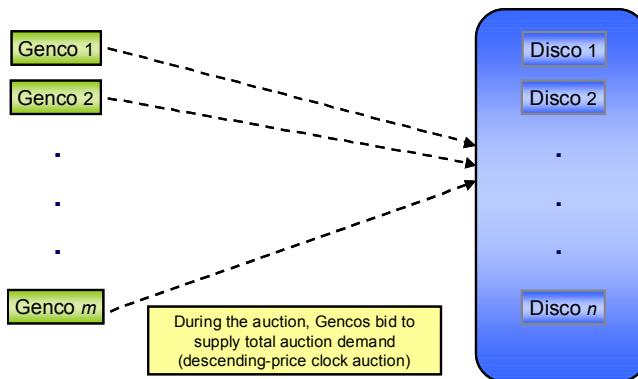 Genco 1
Disco 1
Genco 2
Disco 2
Genco m
Disco n
During the auction, Gencos bid to
supply total auction demand
(descending-price clock auction)